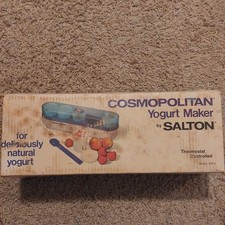 COSMOPOLITAN
Yogurt Maker
by SALTON
for
deliciously
natural
yogurt
Thermostat
Controlled